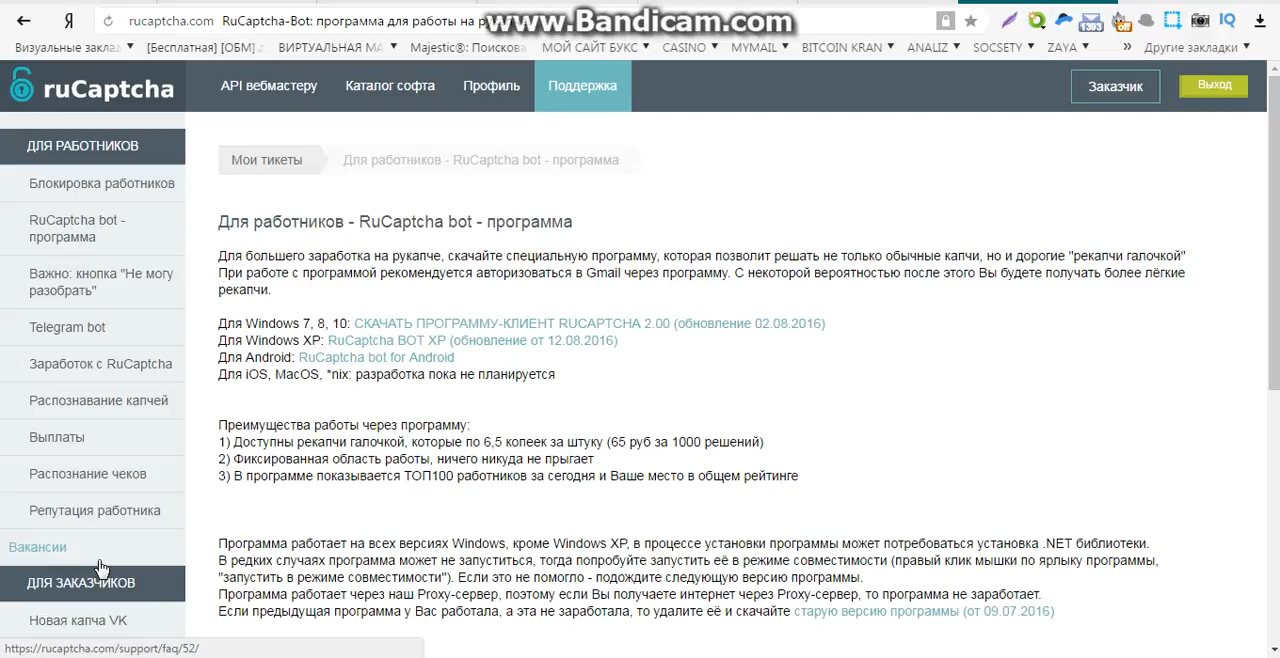 rucaptcha.com RuCaptcha-Bot: программа для работы на р
www.Bandicam.com
Визуальные заклад
[Бесплатная] [ОБМ]
ВИРТУАЛЬНАЯ МА
Majestic®: Поискова
МОЙ САЙТ БУКС
CASINO
MYMAIL
BITCOIN KRAN
ANALIZ
SOCSETY
ZAYA
»
Другие закладки
ruCaptcha
API вебмастеру
Каталог софта
Профиль
Поддержка
Заказчик
Выход
ДЛЯ РАБОТНИКОВ
Блокировка работников
RuCaptcha bot -
программа
Важно: кнопка "Не могу
разобрать"
Telegram bot
Заработок с RuCaptcha
Распознавание капчей
Выплаты
Распознание чеков
Репутация работника
Вакансии
ДЛЯ ЗАКАЗЧИКОВ
Новая капча VK
Мои тикеты
Для работников - RuCaptcha bot - программа
Для работников - RuCaptcha bot - программа
Для большего заработка на рукапче, скачайте специальную программу, которая позволит решать не только обычные капчи, но и дорогие "рекапчи галочкой"
При работе с программой рекомендуется авторизоваться в Gmail через программу. С некоторой вероятностью после этого Вы будете получать более лёгкие
рекапчи.
Для Windows 7, 8, 10: СКАЧАТЬ ПРОГРАММУ-КЛИЕНТ RUCAPTCHA 2.00 (обновление 02.08.2016)
Для Windows XP: RuCaptcha BOT XP (обновление от 12.08.2016)
Для Android: RuCaptcha bot for Android
Для iOS, MacOS, *nix: разработка пока не планируется
Преимущества работы через программу:
1) Доступны рекапчи галочкой, которые по 6,5 копеек за штуку (65 руб за 1000 решений)
2) Фиксированная область работы, ничего никуда не прыгает
3) В программе показывается ТОП100 работников за сегодня и Ваше место в общем рейтинге
Программа работает на всех версиях Windows, кроме Windows XP, в процессе установки программы может потребоваться установка .NET библиотеки.
В редких случаях программа может не запуститься, тогда попробуйте запустить её в режиме совместимости (правый клик мышки по ярлыку программы,
"запустить в режиме совместимости"). Если это не помогло - подождите следующую версию программы.
Программа работает через наш Proxy-сервер, поэтому если Вы получаете интернет через Proxy-сервер, то программа не заработает.
Если предыдущая программа у Вас работала, а эта не заработала, то удалите её и скачайте старую версию программы (от 09.07.2016)
https://rucaptcha.com/support/faq/52/